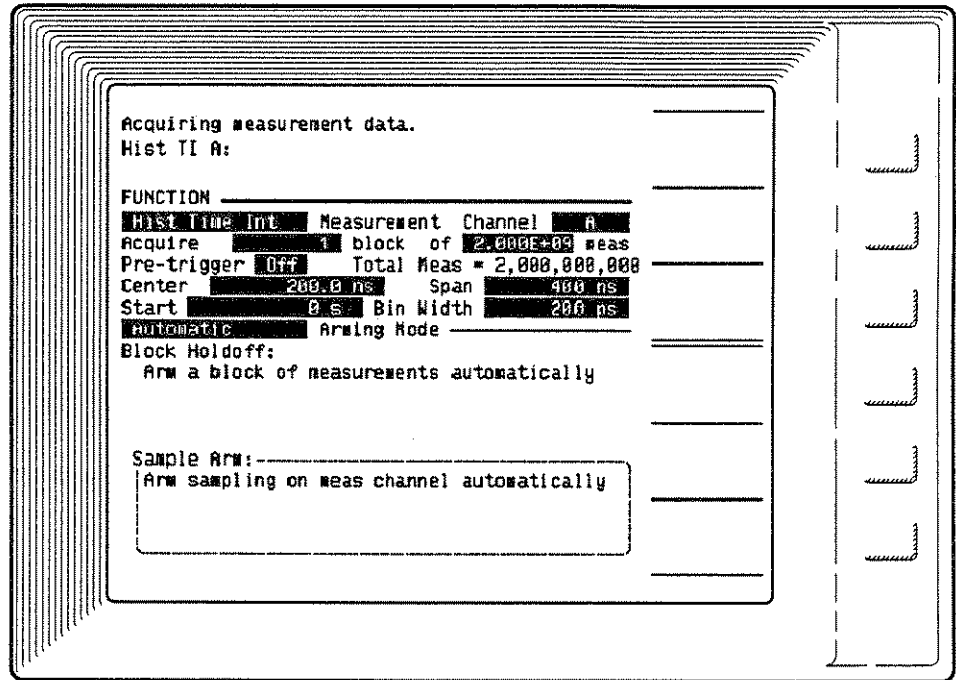 Acquiring measurement data.
Hist TI A:
FUNCTION
Hist Time Int Measurement Channel A
Acquire 1 block of 2.000E+09 meas
Pre-trigger Off Total Meas = 2,000,000,000
Center 200.0 ns Span 400 ns
Start 0 s Bin Width 200 ns
Automatic Arming Mode
Block Holdoff:
Arm a block of measurements automatically
Sample Arm:
Arm sampling on meas channel automatically